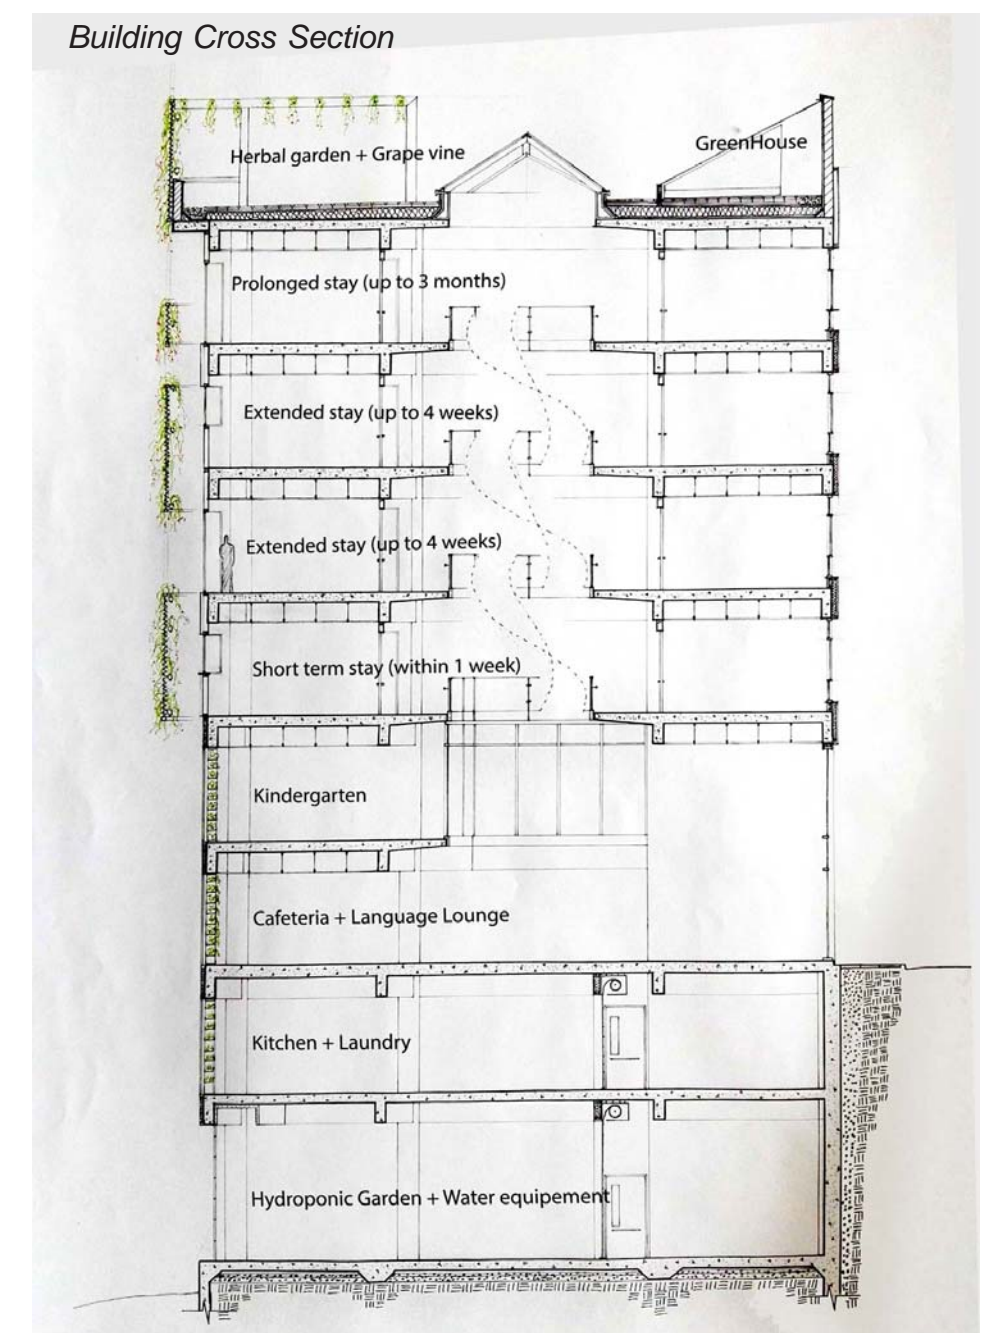 Building Cross Section
GreenHouse
Herbal garden + Grape vine
Prolonged stay (up to 3 months)
Extended stay (up to 4 weeks)
Extended stay (up to 4 weeks)
Short term stay (within 1 week)
Kindergarten
Cafeteria + Language Lounge
Kitchen + Laundry
Hydroponic Garden + Water equipement